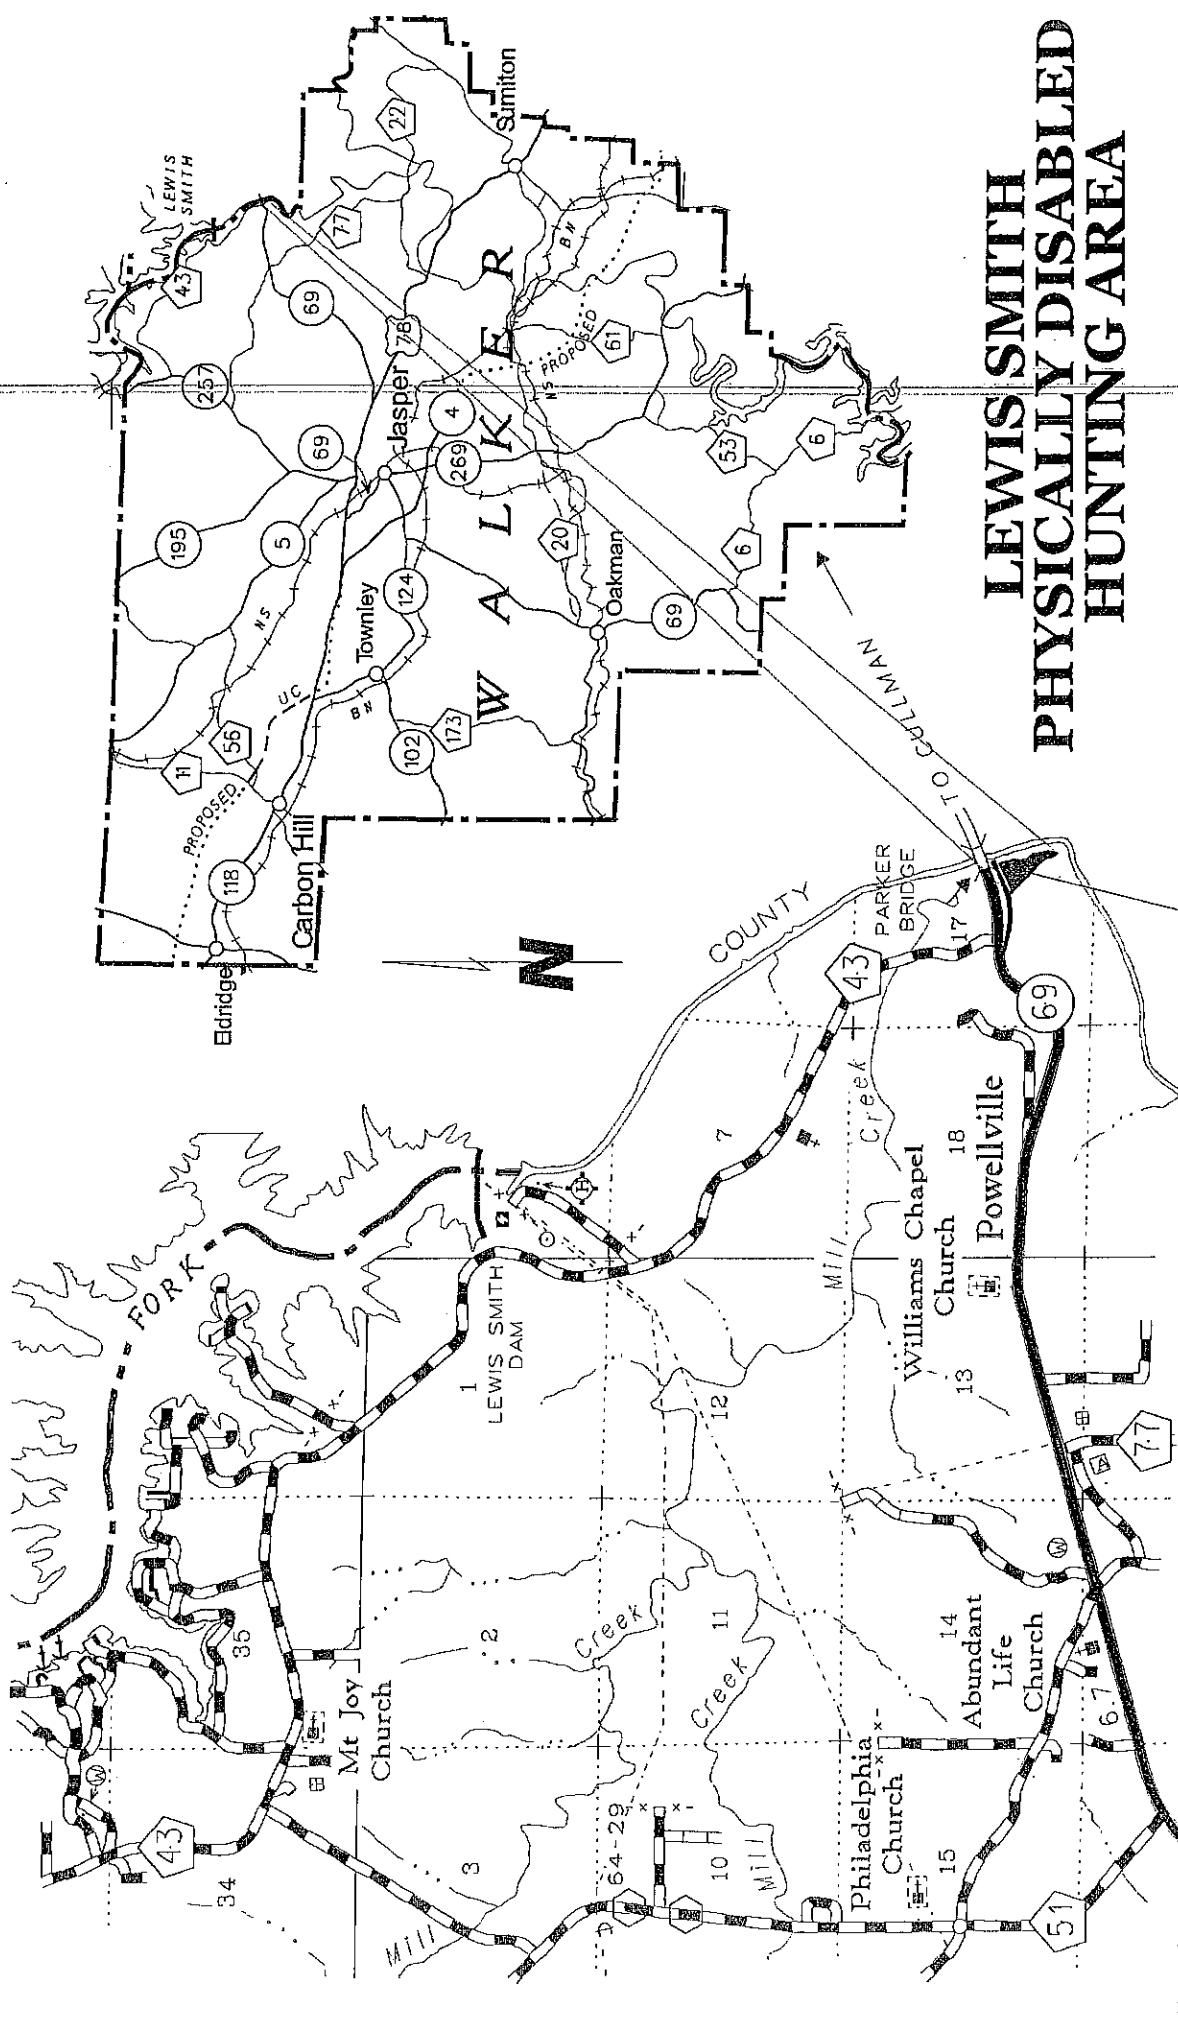 LEWIS SMITH
PHYSICALLY DISABLED
HUNTING AREA
Eldridge
118
Carbon Hill
PROPOSED
11
56
UC
BN
NS
Townley
102
173
124
195
5
69
257
43
LEWIS
SMITH
69
77
22
78
Jasper
4
269
Sumiton
BN
WALKER
PROPOSED
NS
61
20
Oakman
69
6
53
6
N
TO CULLMAN
COUNTY
PARKER
BRIDGE
17
43
69
Powellville
18
Williams Chapel
Church
Creek
Mill
7
H
FORK
LEWIS SMITH
DAM
1
12
13
77
W
14
Abundant
Life
Church
67
11
2
Creek
Creek
35
Mt Joy
Church
W
43
34
3
Mill
64-29
10
Mill
Philadelphia
Church
15
51